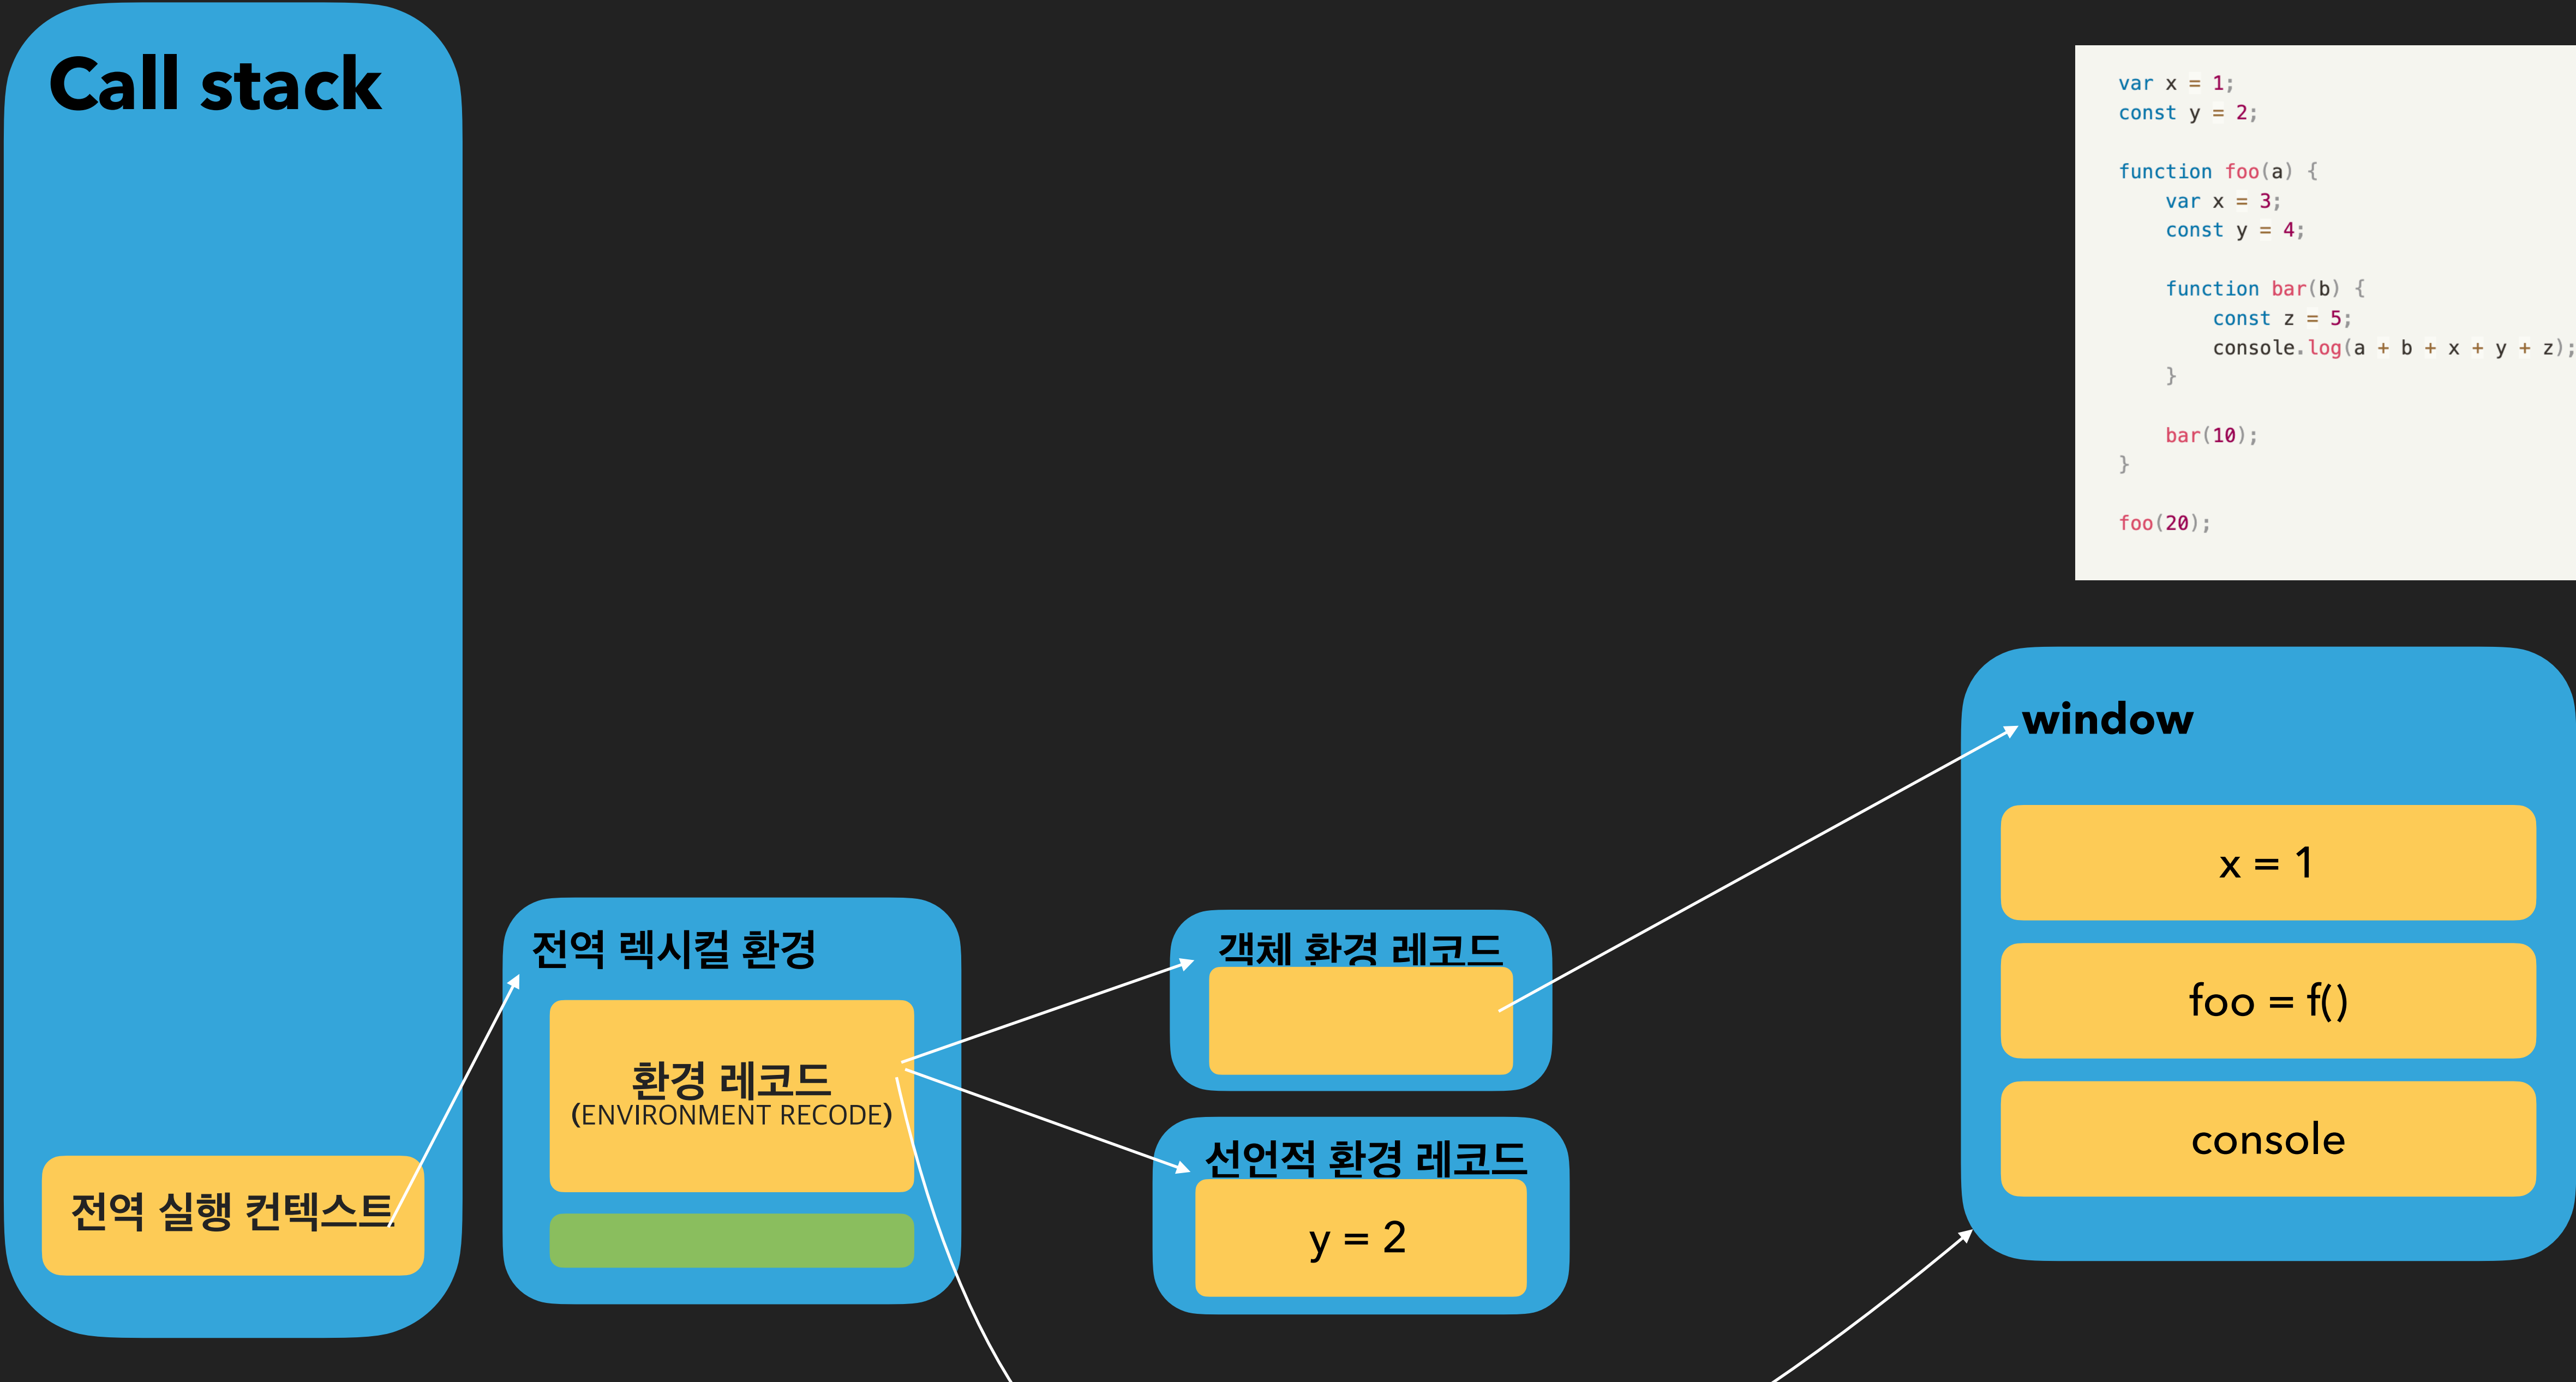 Call stack
var x = 1;
const y = 2;
function foo(a) {
var x = 3;
const y = 4;
function bar(b) {
const z = 5;
console.log(a + b + x + y + z);
}
bar(10);
}
foo(20);
window
x = 1
foo = f()
console
전역 렉시컬 환경
환경 레코드
(ENVIRONMENT RECODE)
객체 환경 레코드
선언적 환경 레코드
y = 2
전역 실행 컨텍스트